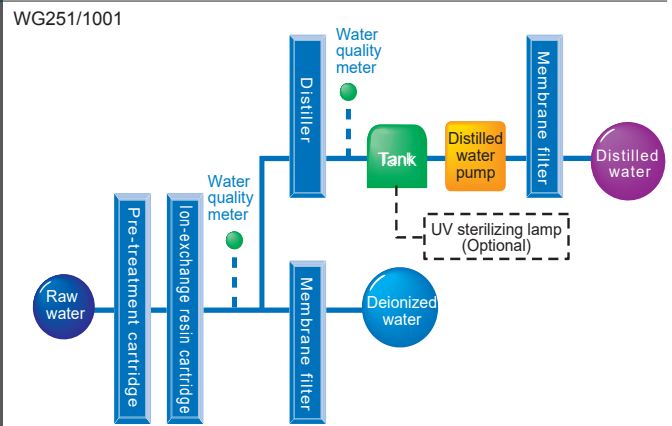 WG251/1001
Water
quality
meter
Distiller
Tank
Distilled
water
pump
Membrane filter
Distilled
water
UV sterilizing lamp
(Optional)
Water
quality
meter
Raw
water
Pre-treatment cartridge
Ion-exchange resin cartridge
Membrane filter
Deionized
water